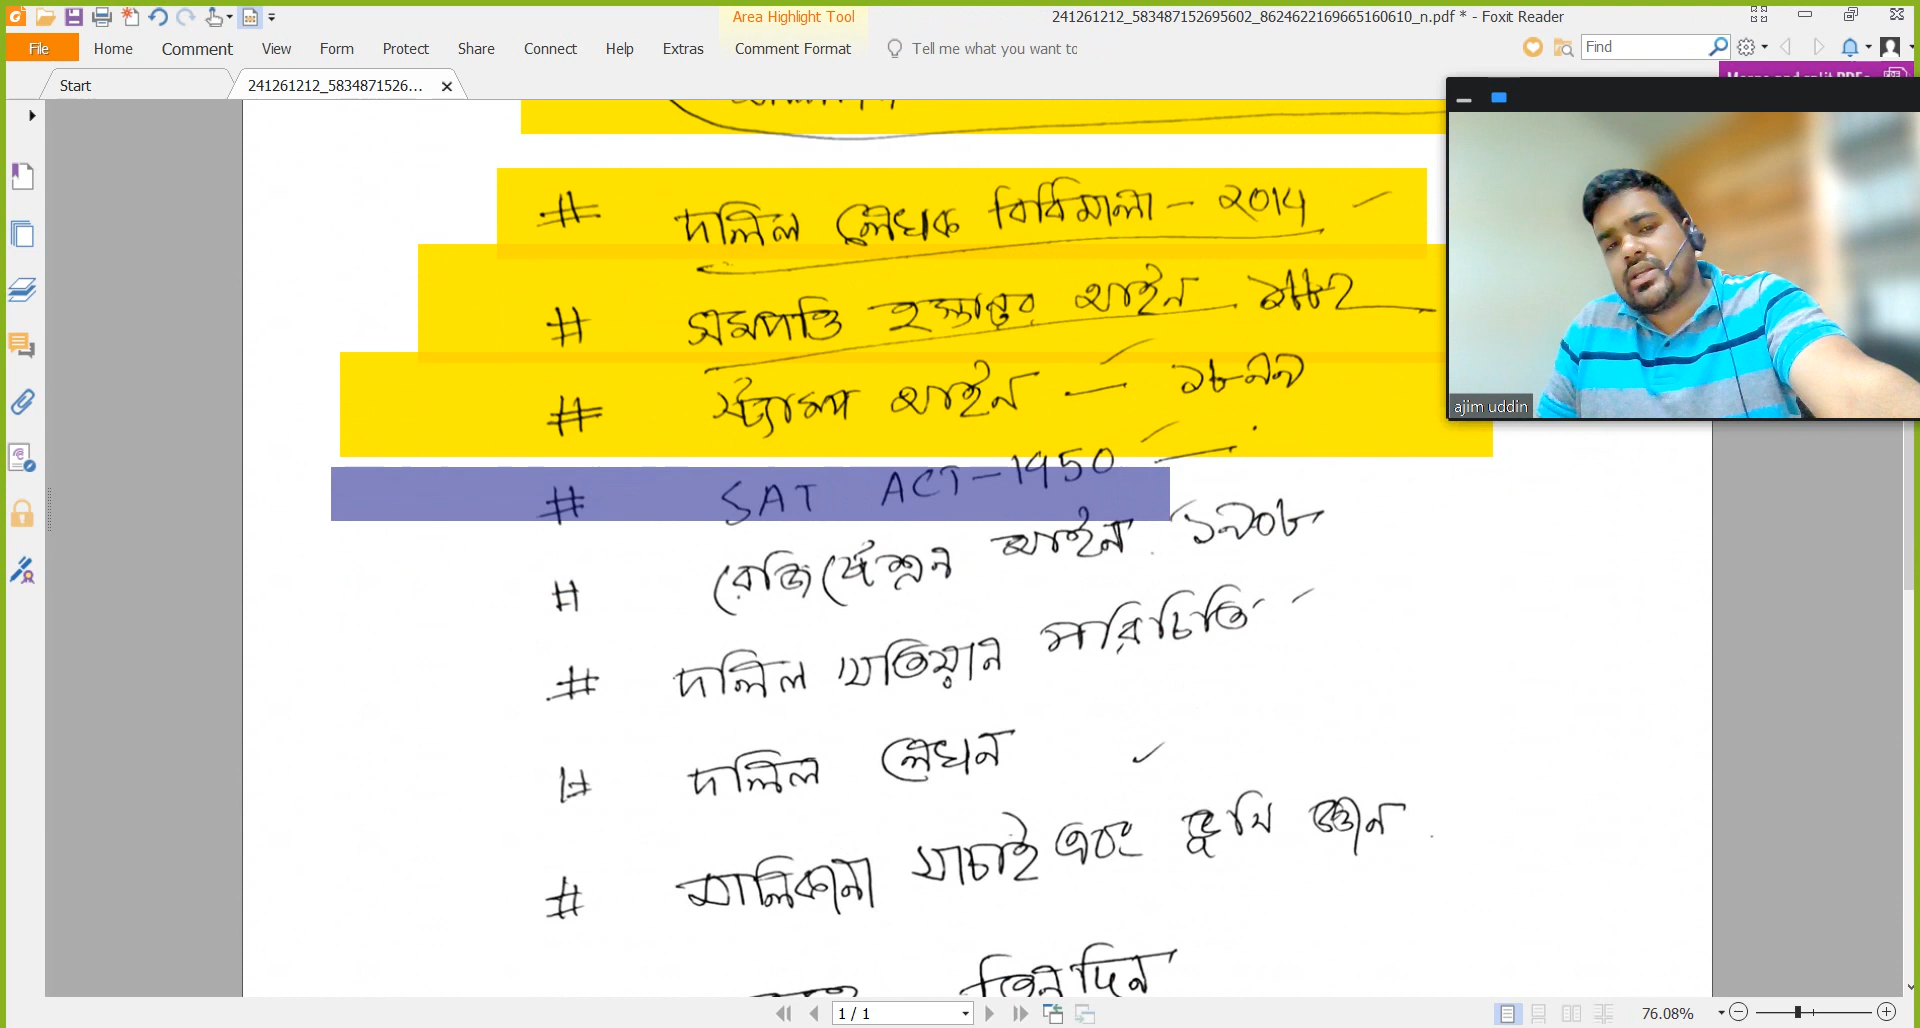 Area Highlight Tool
241261212_583487152695602_8624622169665160610_n.pdf * - Foxit Reader
File Home Comment View Form Protect Share Connect Help Extras Comment Format Tell me what you want to Find
Start 241261212_5834871526...
# দলিল লেখক বিধিমালা - ২০১৪
# সম্পত্তি হস্তান্তর আইন ১৮৮২
# স্ট্যাম্প আইন - ১৮৯৯
# SAT ACT-1950
# রেজিস্ট্রেশন আইন ১৯০৮
# দলিল খতিয়ান পরিচিতি
# দলিল লেখন
# মালিকানা যাচাই এবং ভূমি জ্ঞান
তিন দিন
ajim uddin
1 / 1
76.08%